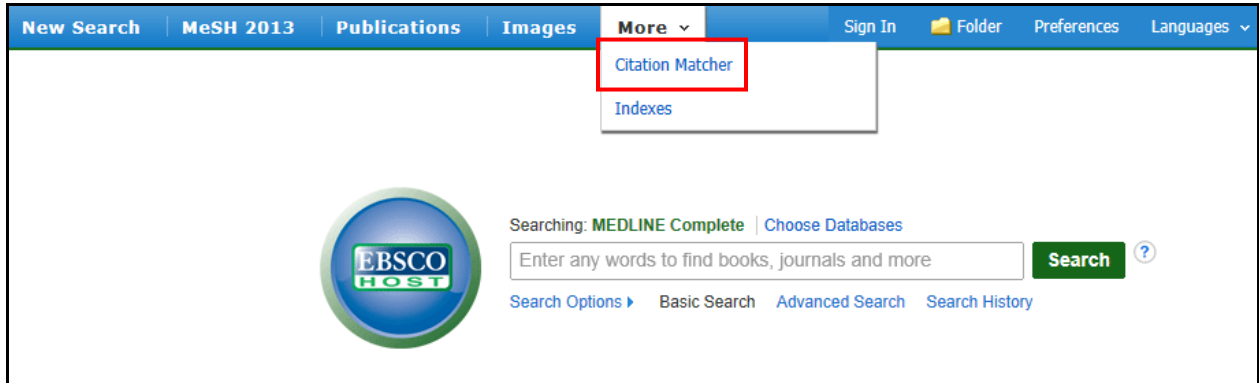 New Search MeSH 2013 Publications Images More Sign In Folder Preferences Languages
Citation Matcher
Indexes
Searching: MEDLINE Complete Choose Databases
EBSCO
HOST
Enter any words to find books, journals and more Search ?
Search Options Basic Search Advanced Search Search History